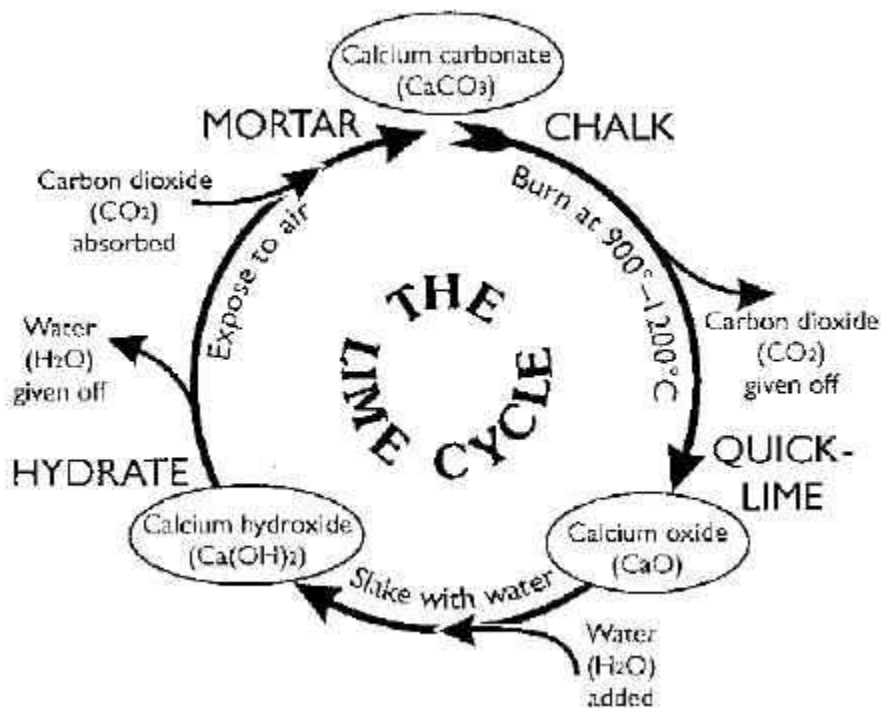 Calcium carbonate
(CaCO3)
MORTAR
CHALK
Burn at 900°–1200°C
Carbon dioxide
(CO2)
given off
QUICK-
LIME
Calcium oxide
(CaO)
Water
(H2O)
added
Slake with water
Calcium hydroxide
(Ca(OH)2)
HYDRATE
Water
(H2O)
given off
Expose to air
Carbon dioxide
(CO2)
absorbed
THE
LIME
CYCLE